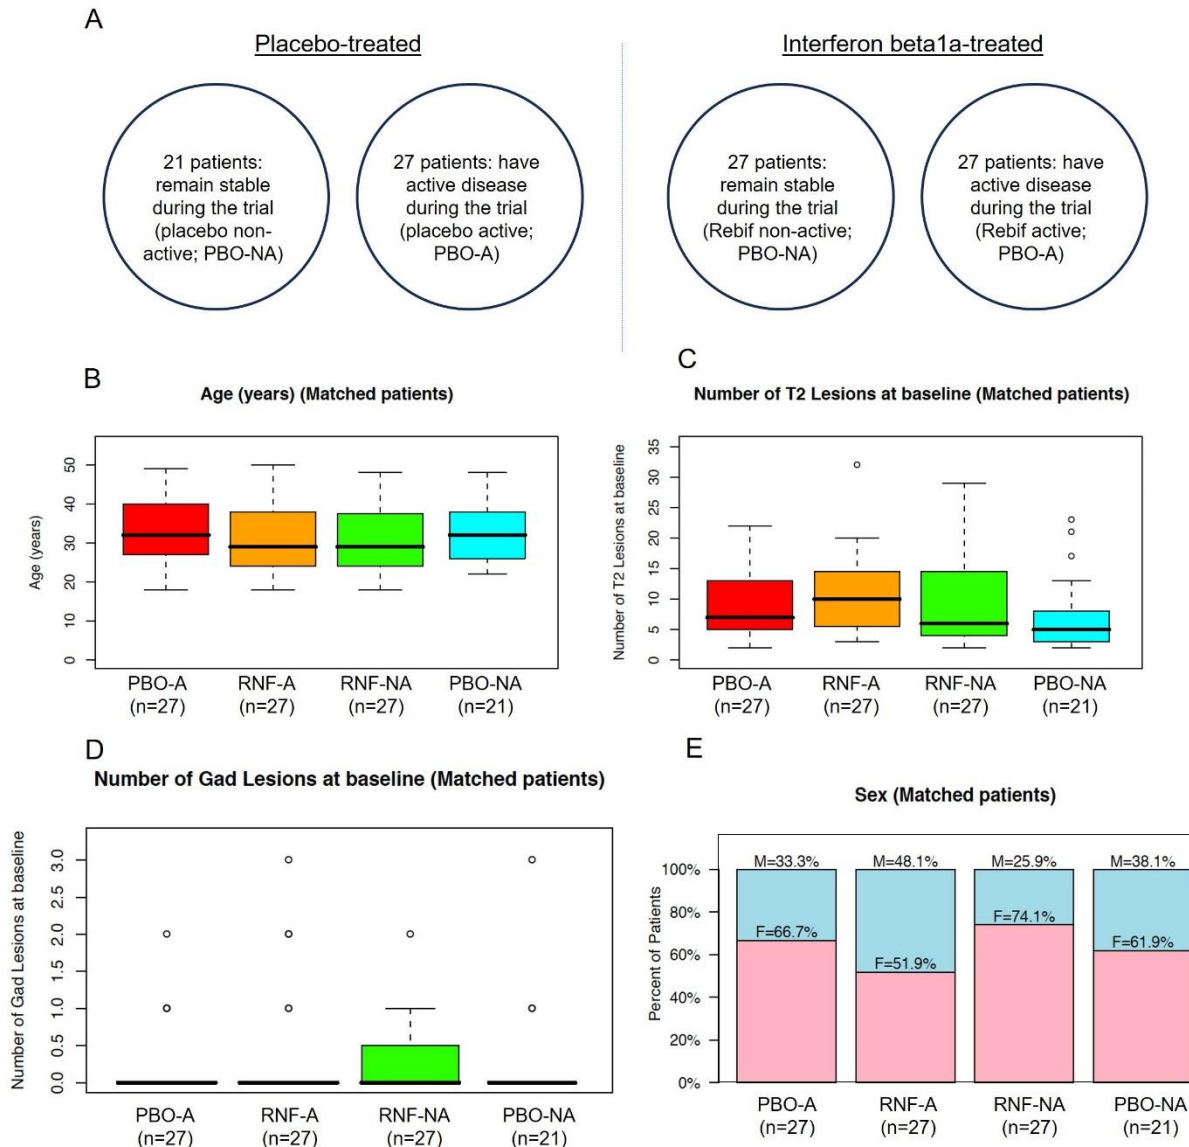 A
Placebo-treated
Interferon beta1a-treated
21 patients:
remain stable
during the trial
(placebo non-
active; PBO-NA)
27 patients: have
active disease
during the trial
(placebo active;
PBO-A)
27 patients:
remain stable
during the trial
(Rebif non-active;
PBO-NA)
27 patients: have
active disease
during the trial
(Rebif active;
PBO-A)
B
Age (years) (Matched patients)
Age (years)
50
40
30
20
10
0
PBO-A
(n=27)
RNF-A
(n=27)
RNF-NA
(n=27)
PBO-NA
(n=21)
C
Number of T2 Lesions at baseline (Matched patients)
Number of T2 Lesions at baseline
35
30
25
20
15
10
5
0
PBO-A
(n=27)
RNF-A
(n=27)
RNF-NA
(n=27)
PBO-NA
(n=21)
D
Number of Gad Lesions at baseline (Matched patients)
Number of Gad Lesions at baseline
3.0
2.5
2.0
1.5
1.0
0.5
0.0
PBO-A
(n=27)
RNF-A
(n=27)
RNF-NA
(n=27)
PBO-NA
(n=21)
E
Sex (Matched patients)
Percent of Patients
100%
80%
60%
40%
20%
0%
M=33.3%
M=48.1%
M=25.9%
M=38.1%
F=66.7%
F=51.9%
F=74.1%
F=61.9%
PBO-A
(n=27)
RNF-A
(n=27)
RNF-NA
(n=27)
PBO-NA
(n=21)